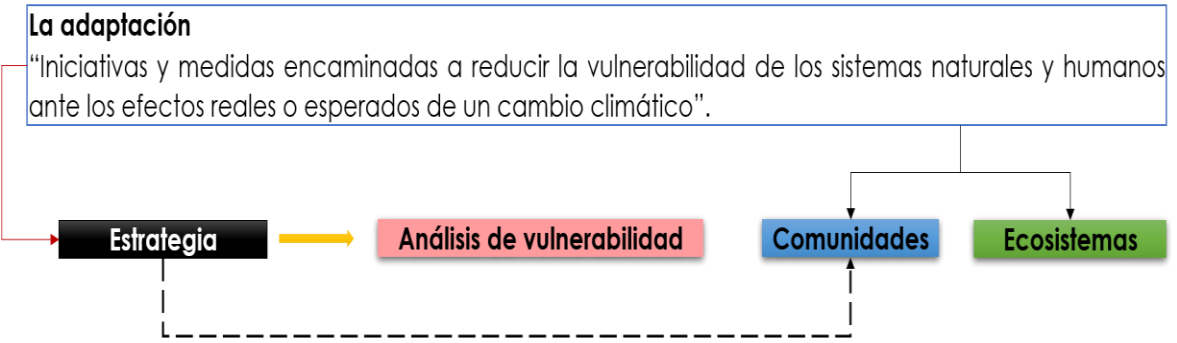 La adaptación
“Iniciativas y medidas encaminadas a reducir la vulnerabilidad de los sistemas naturales y humanos
ante los efectos reales o esperados de un cambio climático”.
Estrategia
Análisis de vulnerabilidad
Comunidades
Ecosistemas